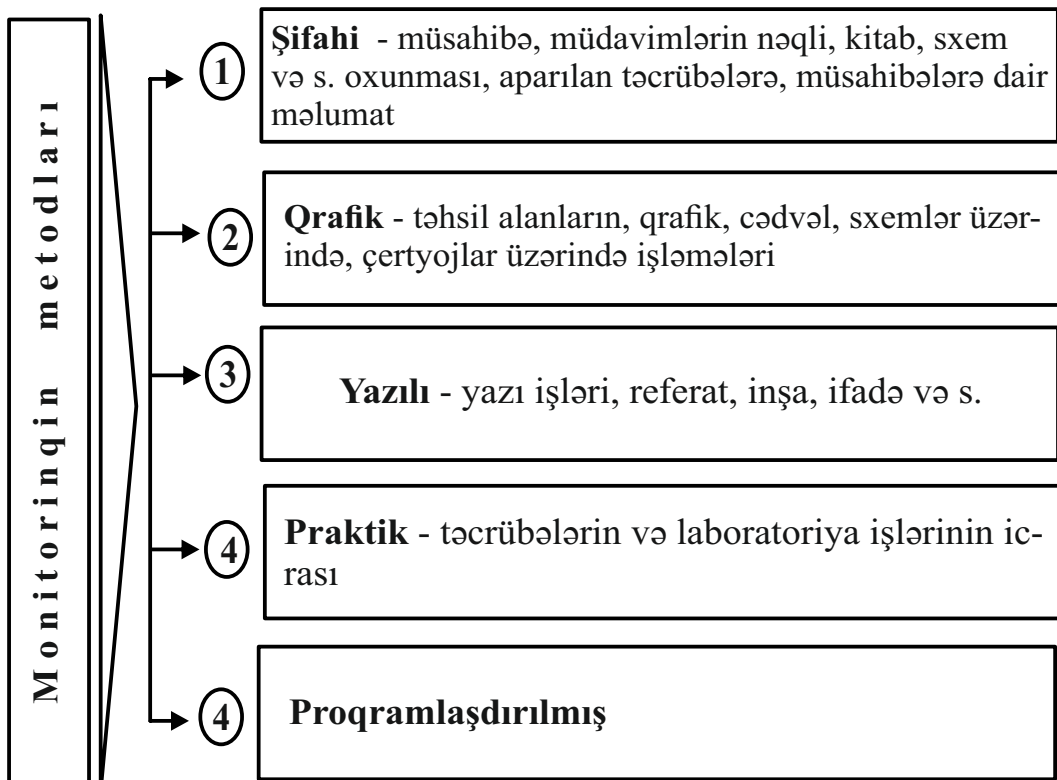 Monitorinqin metodları
1
Şifahi - müsahibə, müdavimlərin nəqli, kitab, sxem
və s. oxunması, aparılan təcrübələrə, müsahibələrə dair
məlumat
2
Qrafik - təhsil alanların, qrafik, cədvəl, sxemlər üzər-
ində, çertyojlar üzərində işləmələri
3
Yazılı - yazı işləri, referat, inşa, ifadə və s.
4
Praktik - təcrübələrin və laboratoriya işlərinin ic-
rası
4
Proqramlaşdırılmış